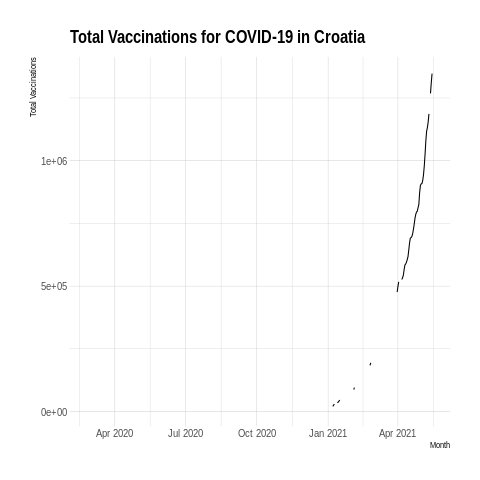 Total Vaccinations for COVID-19 in Croatia
Total Vaccinations
1e+06
5e+05
0e+00
Apr 2020 Jul 2020 Oct 2020 Jan 2021 Apr 2021
Month